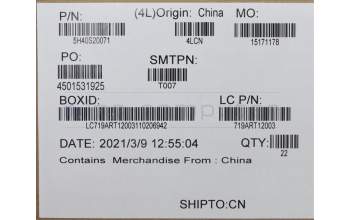 P/N: (4L)Origin: China MO:
5H40S20071 4LCN 15171178
PO: SMTPN:
4501531925 T007
BOXID: LC P/N:
LC719ART12003110206942 719ART12003
DATE: 2021/3/9 12:55:04 QTY:
22
Contains Merchandise From : China
SHIPTO:CN